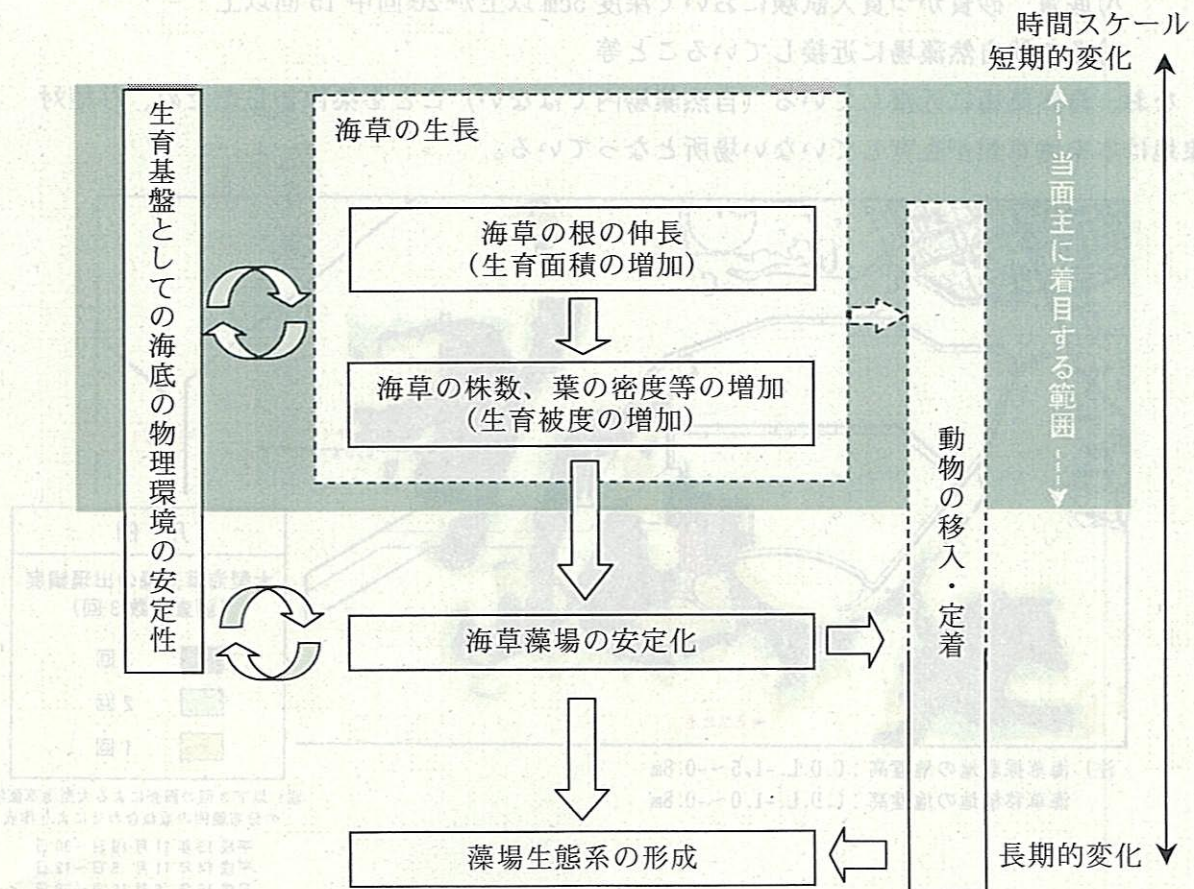 時間スケール
短期的変化
生育基盤としての海底の物理環境の安定性
海草の生長
当面主に着目する範囲
海草の根の伸長
(生育面積の増加)
海草の株数、葉の密度等の増加
(生育被度の増加)
動物の移入・定着
海草藻場の安定化
藻場生態系の形成
長期的変化